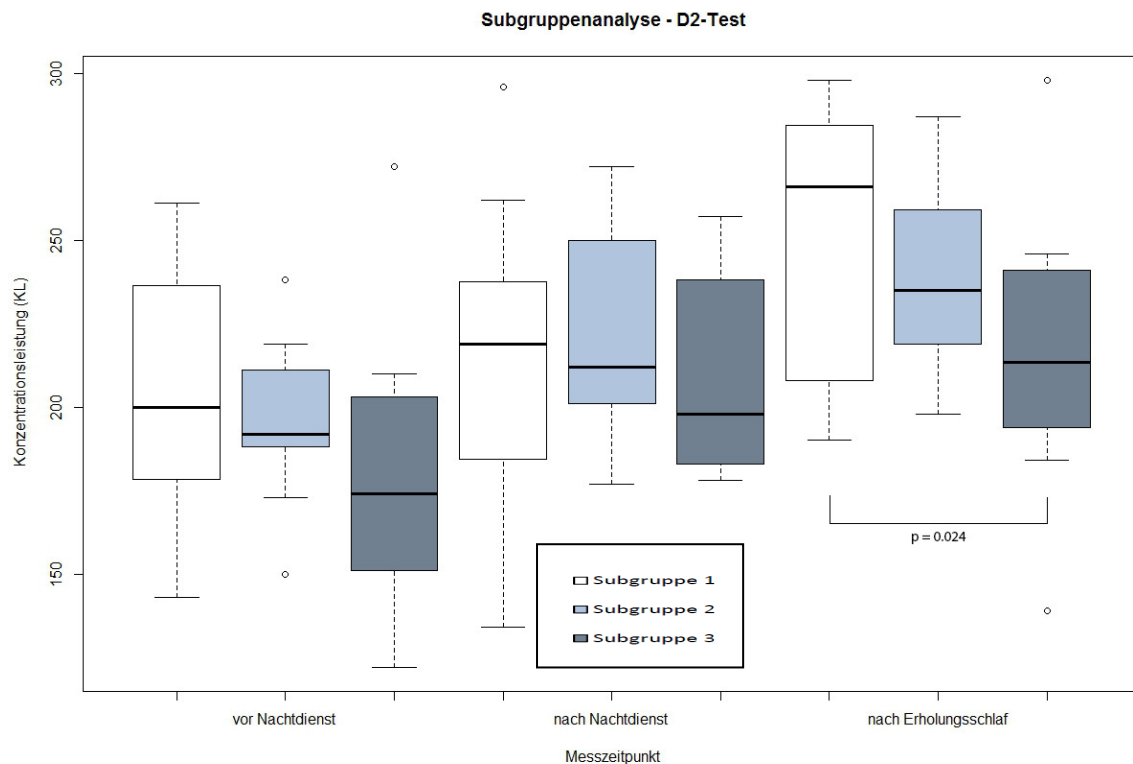 Subgruppenanalyse - D2-Test
Konzentrationsleistung (KL)
300
250
200
150
p = 0.024
Subgruppe 1
Subgruppe 2
Subgruppe 3
vor Nachtdienst
nach Nachtdienst
nach Erholungsschlaf
Messzeitpunkt